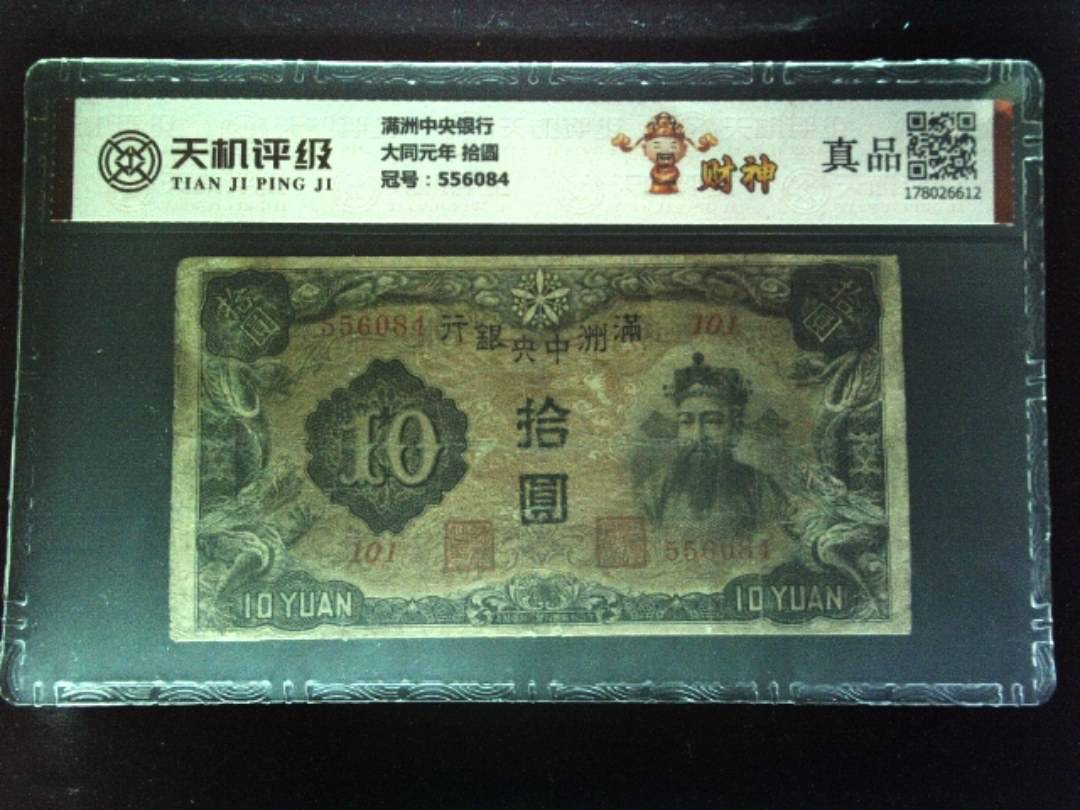 天机评级
TIAN JI PING JI
满洲中央银行
大同元年 拾圆
冠号：556084
财神
真品
178026612
拾圓
拾圓
556084
101
行銀央中洲滿
10
拾圓
101
556084
10 YUAN
10 YUAN